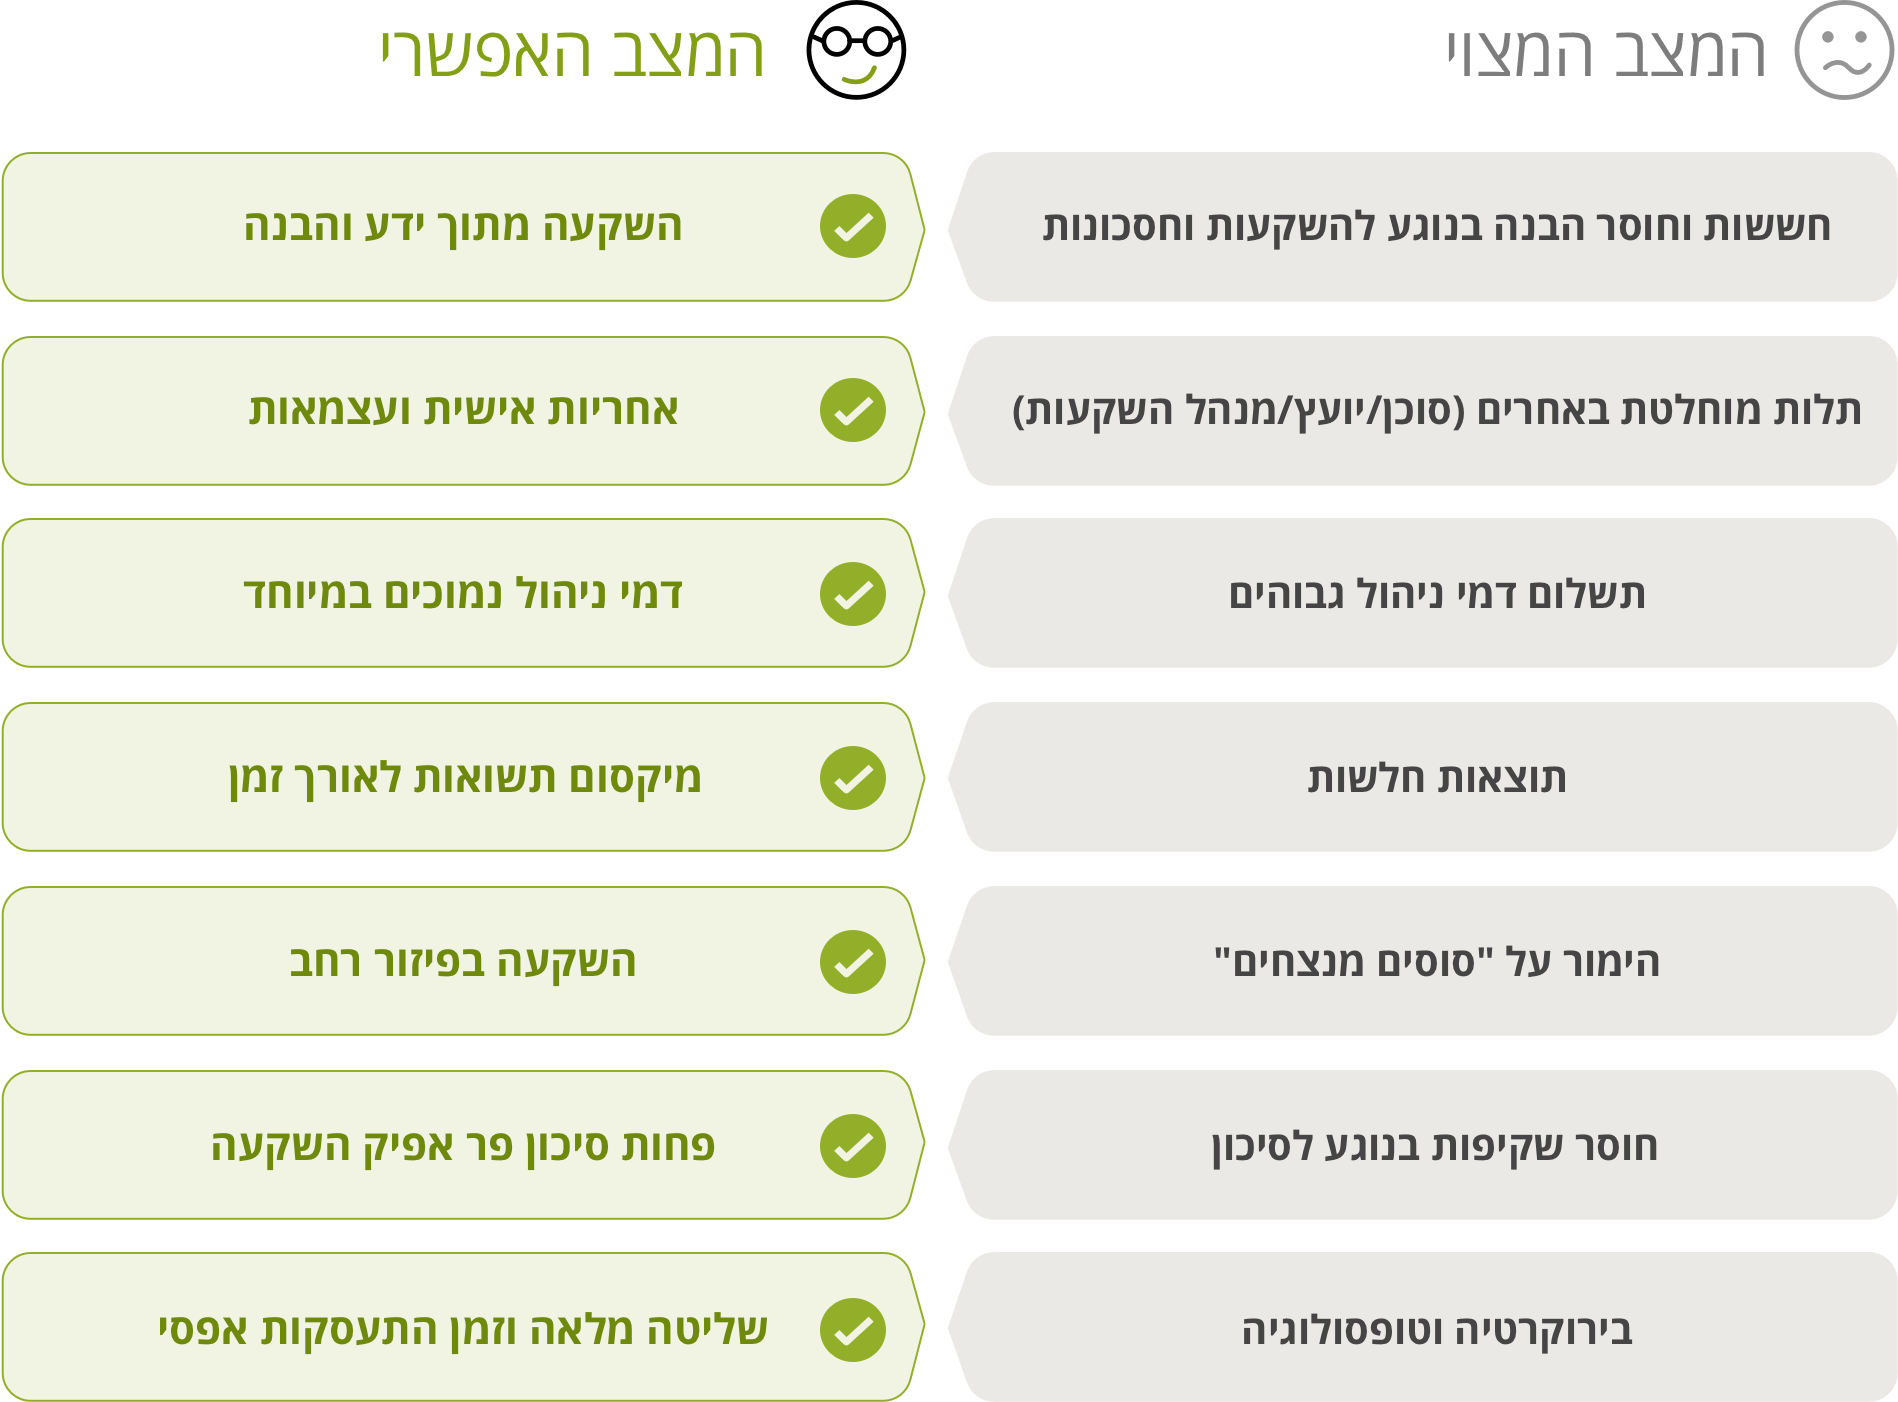 המצב המצוי
המצב האפשרי
חששות וחוסר הבנה בנוגע להשקעות וחסכונות
השקעה מתוך ידע והבנה
תלות מוחלטת באחרים (סוכן/יועץ/מנהל השקעות)
אחריות אישית ועצמאות
תשלום דמי ניהול גבוהים
דמי ניהול נמוכים במיוחד
תוצאות חלשות
מיקסום תשואות לאורך זמן
הימור על "סוסים מנצחים"
השקעה בפיזור רחב
חוסר שקיפות בנוגע לסיכון
פחות סיכון פר אפיק השקעה
בירוקרטיה וטופסולוגיה
שליטה מלאה וזמן התעסקות אפסי